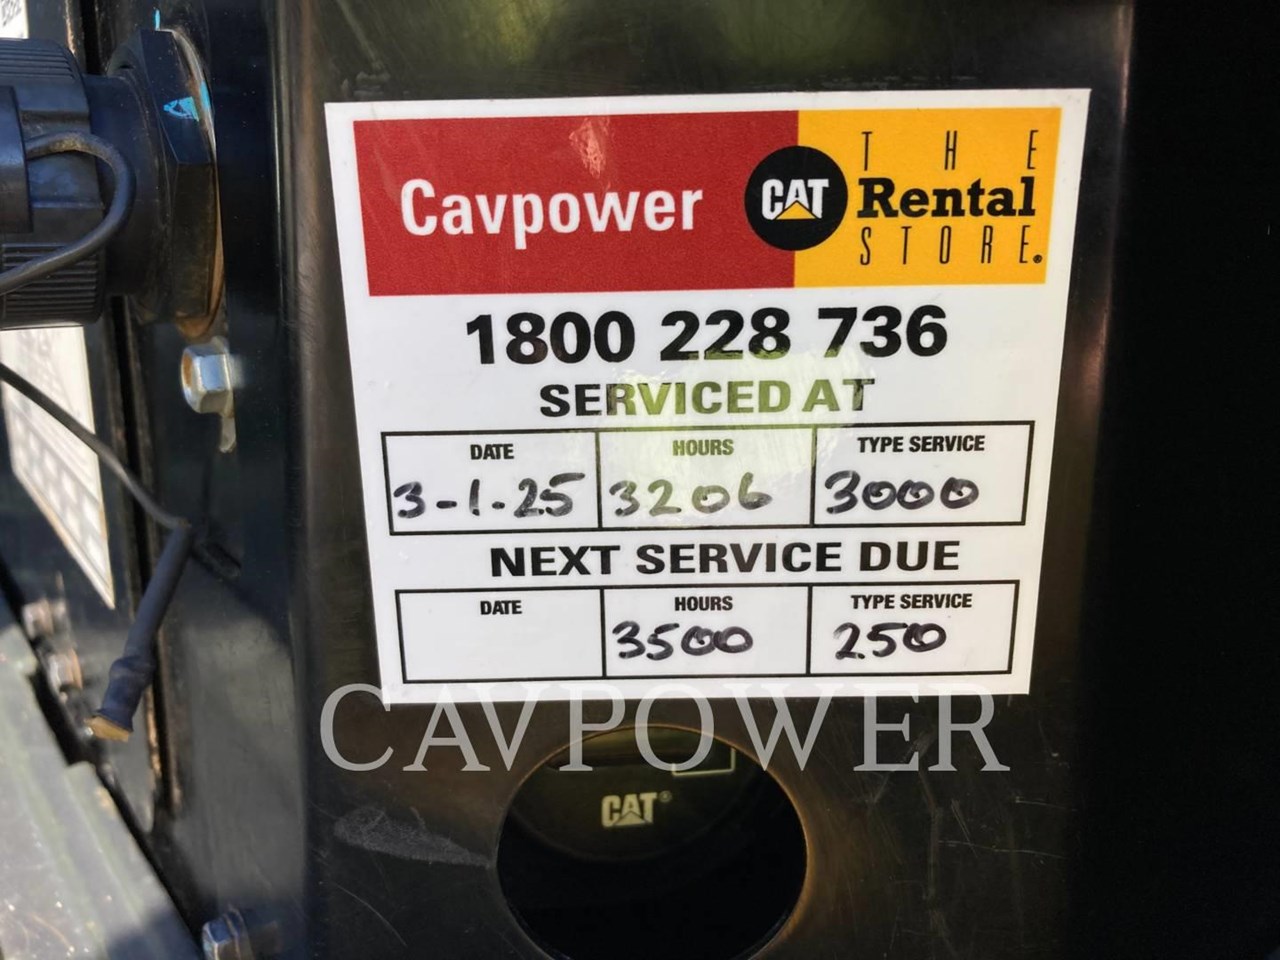 Cavpower CAT THE Rental STORE®
1800 228 736
SERVICED AT
DATE HOURS TYPE SERVICE
3-1-25 3206 3000
NEXT SERVICE DUE
DATE HOURS TYPE SERVICE
3500 250
CAVPOWER
CAT®